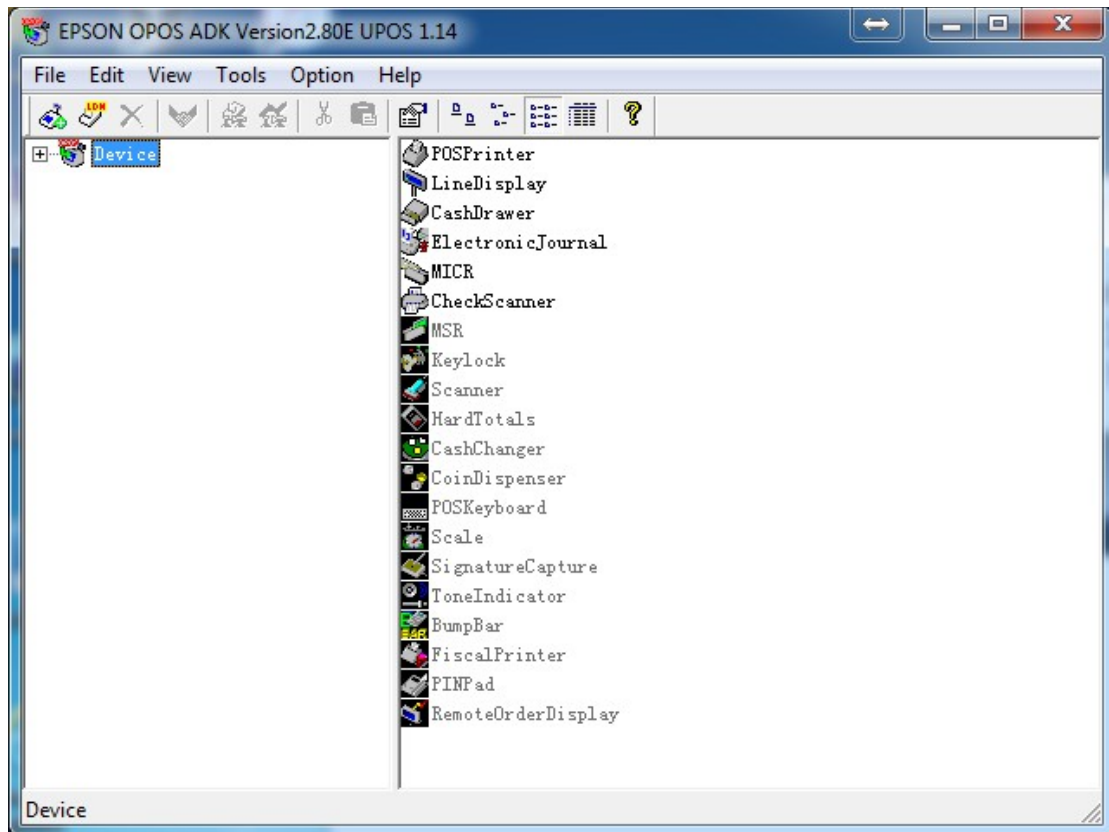 EPSON OPOS ADK Version2.80E UPOS 1.14
File Edit View Tools Option Help
LDN
Device
POSPrinter
LineDisplay
CashDrawer
ElectronicJournal
MICR
CheckScanner
MSR
Keylock
Scanner
HardTotals
CashChanger
CoinDispenser
POSKeyboard
Scale
SignatureCapture
ToneIndicator
BumpBar
FiscalPrinter
PINPad
RemoteOrderDisplay
Device